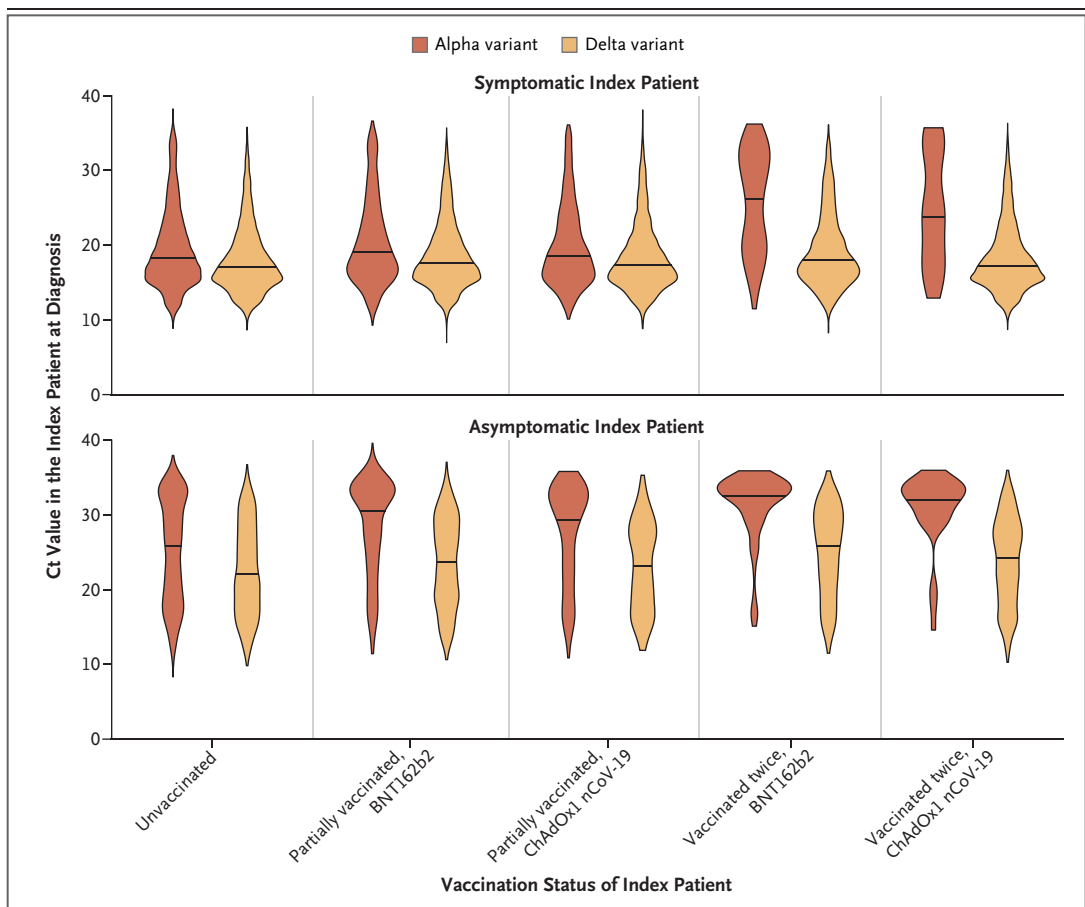 Alpha variant Delta variant
Symptomatic Index Patient
40
30
20
10
0
Asymptomatic Index Patient
40
30
20
10
0
Ct Value in the Index Patient at Diagnosis
Unvaccinated
Partially vaccinated,
BNT162b2
Partially vaccinated,
ChAdOx1 nCoV-19
Vaccinated twice,
BNT162b2
Vaccinated twice,
ChAdOx1 nCoV-19
Vaccination Status of Index Patient